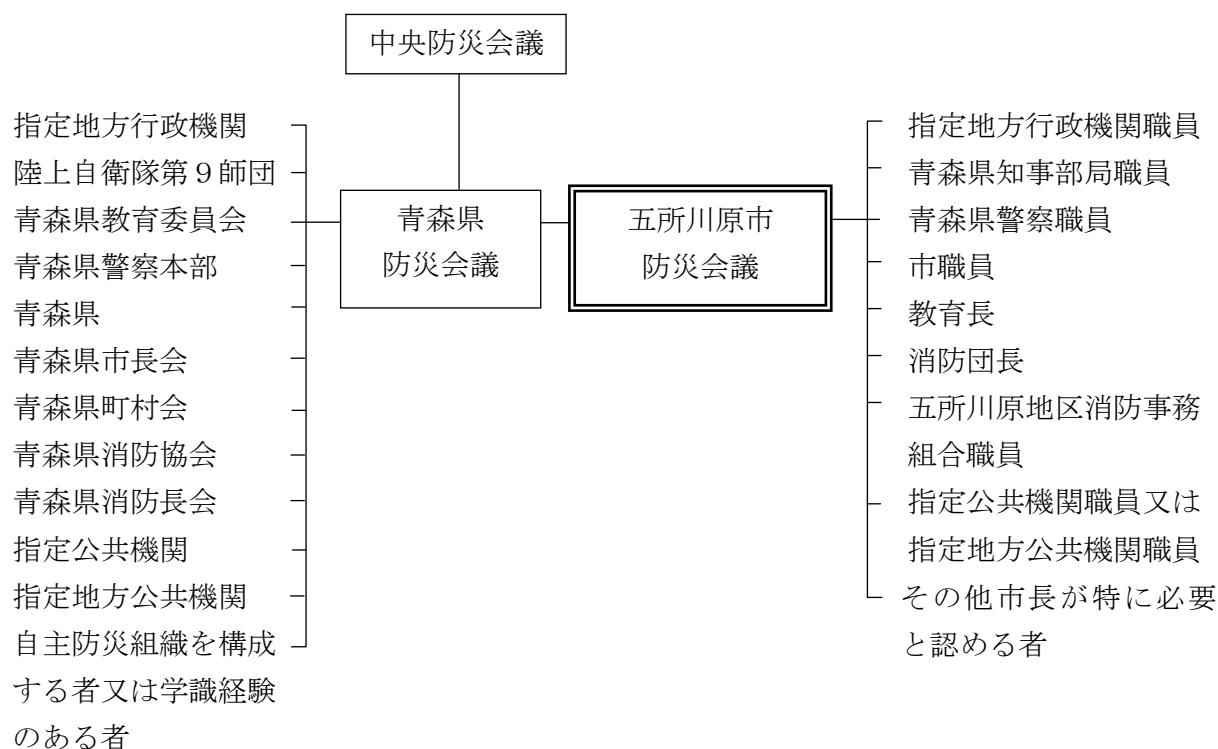 中央防災会議
指定地方行政機関
陸上自衛隊第9師団
青森県教育委員会
青森県警察本部
青森県
青森県市長会
青森県町村会
青森県消防協会
青森県消防長会
指定公共機関
指定地方公共機関
自主防災組織を構成
する者又は学識経験
のある者
青森県
防災会議
五所川原市
防災会議
指定地方行政機関職員
青森県知事部局職員
青森県警察職員
市職員
教育長
消防団長
五所川原地区消防事務
組合職員
指定公共機関職員又は
指定地方公共機関職員
その他市長が特に必要
と認める者